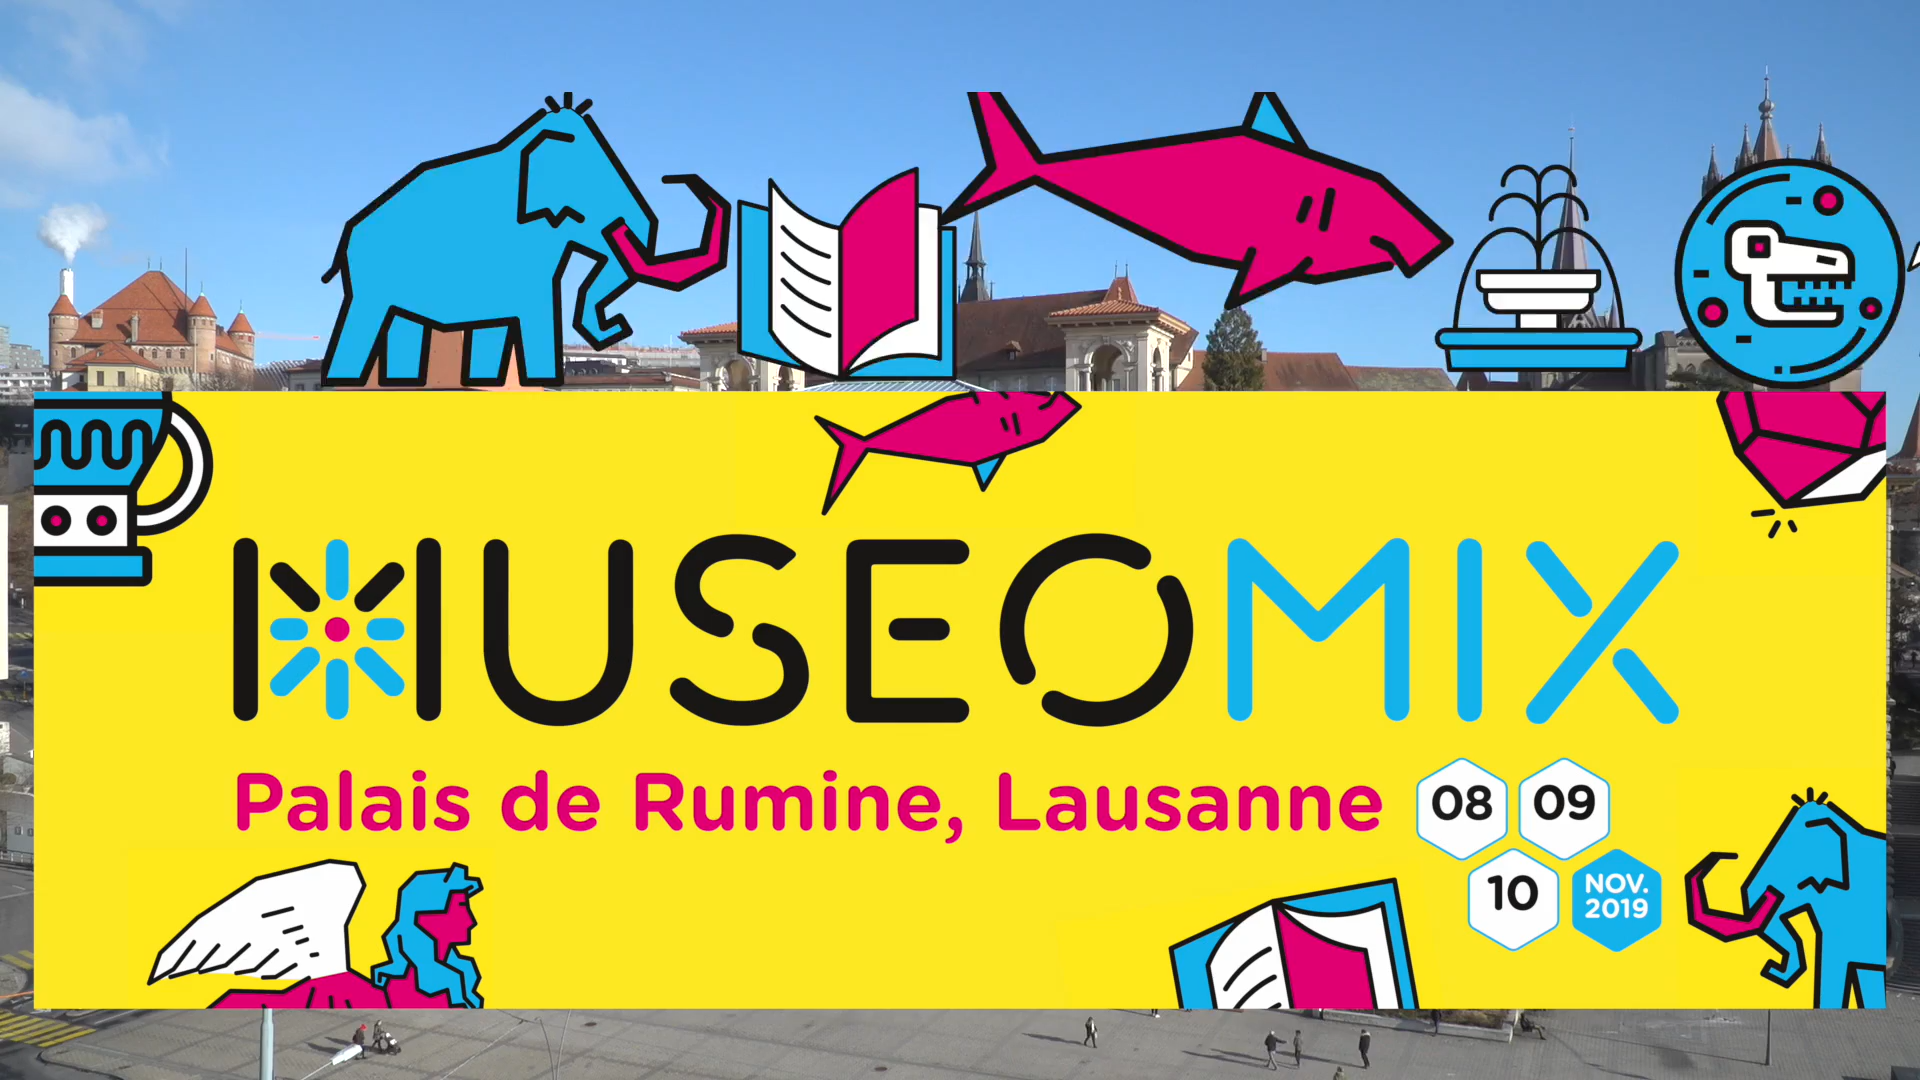 MUSEOMIX
Palais de Rumine, Lausanne
08 09
10 NOV.
2019